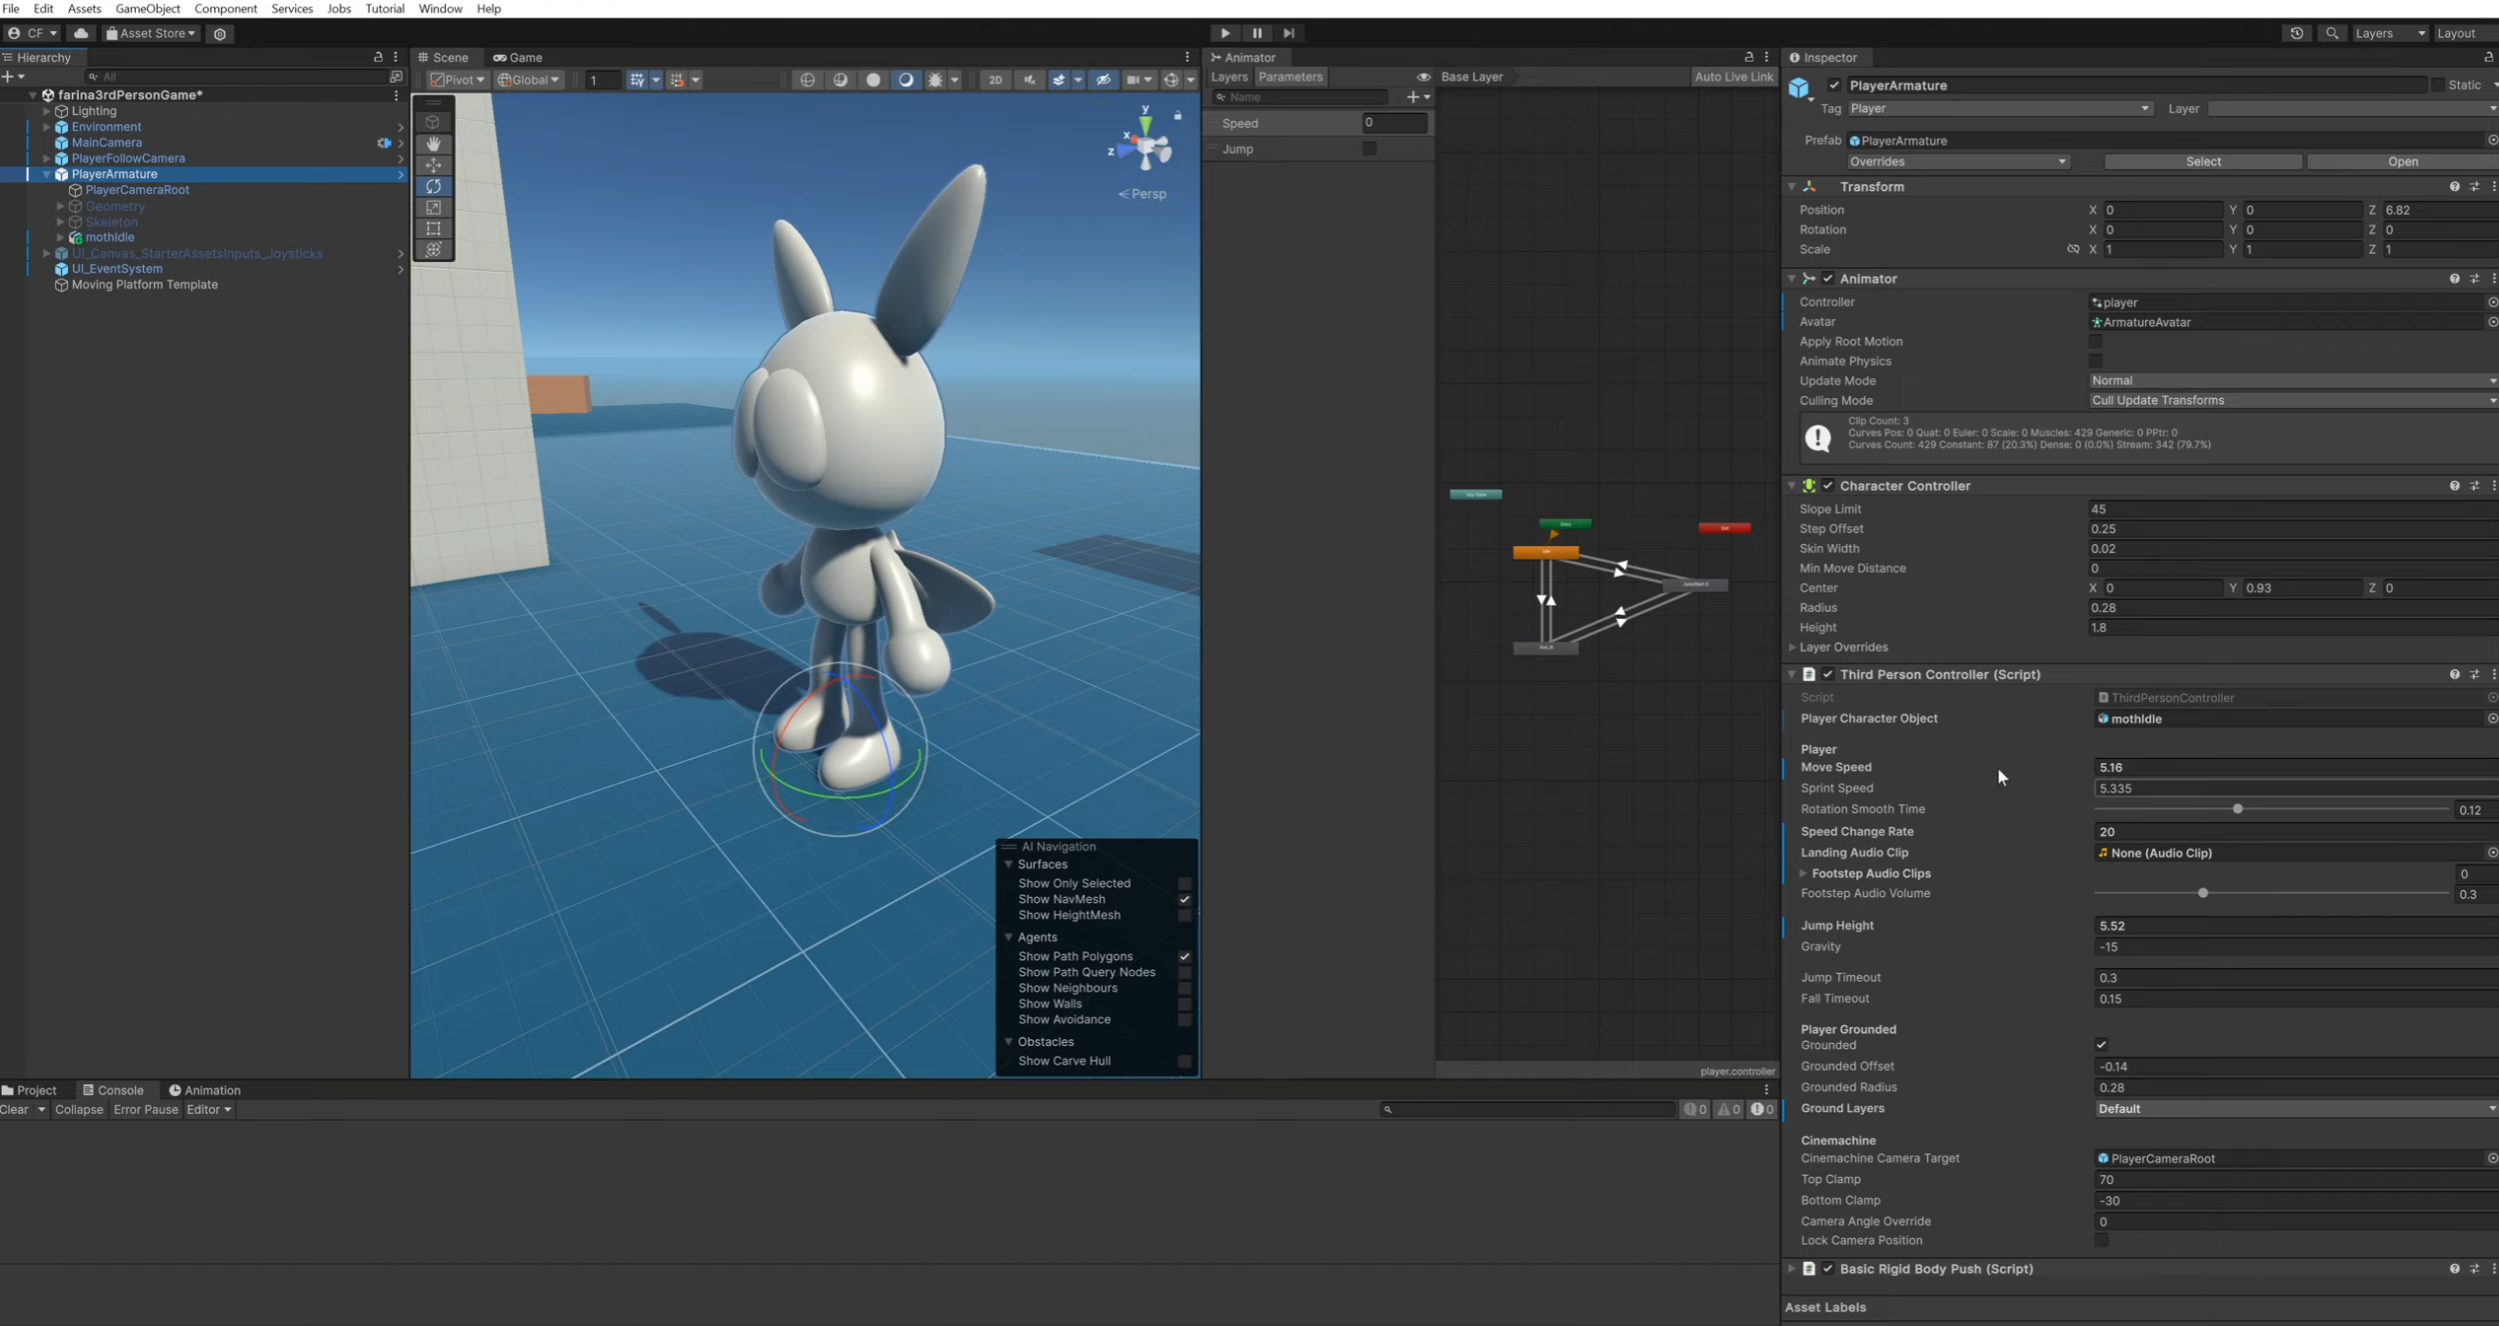 File Edit Assets GameObject Component Services Jobs Tutorial Window Help
CF Asset Store Layers Layout
Hierarchy
All
farina3rdPersonGame*
Lighting
Environment
MainCamera
PlayerFollowCamera
PlayerArmature
PlayerCameraRoot
Geometry
Skeleton
mothIdle
UI_Canvas_StarterAssetsInputs_Joysticks
UI_EventSystem
Moving Platform Template
Scene Game
Pivot Global 1 2D
y
x
z
Persp
AI Navigation
Surfaces
Show Only Selected
Show NavMesh
Show HeightMesh
Agents
Show Path Polygons
Show Path Query Nodes
Show Neighbours
Show Walls
Show Avoidance
Obstacles
Show Carve Hull
Animator
Layers Parameters Base Layer Auto Live Link
Name
Speed 0
Jump
player.controller
Inspector
PlayerArmature Static
Tag Player Layer
Prefab PlayerArmature
Overrides Select Open
Transform
Position X 0 Y 0 Z 6.82
Rotation X 0 Y 0 Z 0
Scale X 1 Y 1 Z 1
Animator
Controller player
Avatar ArmatureAvatar
Apply Root Motion
Animate Physics
Update Mode Normal
Culling Mode Cull Update Transforms
Clip Count: 3
Curves Pos: 0 Quat: 0 Euler: 0 Scale: 0 Muscles: 429 Generic: 0 PPtr: 0
Curves Count: 429 Constant: 87 (20.3%) Dense: 0 (0.0%) Stream: 342 (79.7%)
Character Controller
Slope Limit 45
Step Offset 0.25
Skin Width 0.02
Min Move Distance 0
Center X 0 Y 0.93 Z 0
Radius 0.28
Height 1.8
Layer Overrides
Third Person Controller (Script)
Script ThirdPersonController
Player Character Object mothIdle
Player
Move Speed 5.16
Sprint Speed 5.335
Rotation Smooth Time 0.12
Speed Change Rate 20
Landing Audio Clip None (Audio Clip)
Footstep Audio Clips 0
Footstep Audio Volume 0.3
Jump Height 5.52
Gravity -15
Jump Timeout 0.3
Fall Timeout 0.15
Player Grounded
Grounded
Grounded Offset -0.14
Grounded Radius 0.28
Ground Layers Default
Cinemachine
Cinemachine Camera Target PlayerCameraRoot
Top Clamp 70
Bottom Clamp -30
Camera Angle Override 0
Lock Camera Position
Basic Rigid Body Push (Script)
Asset Labels
Project Console Animation
Clear Collapse Error Pause Editor 0 0 0